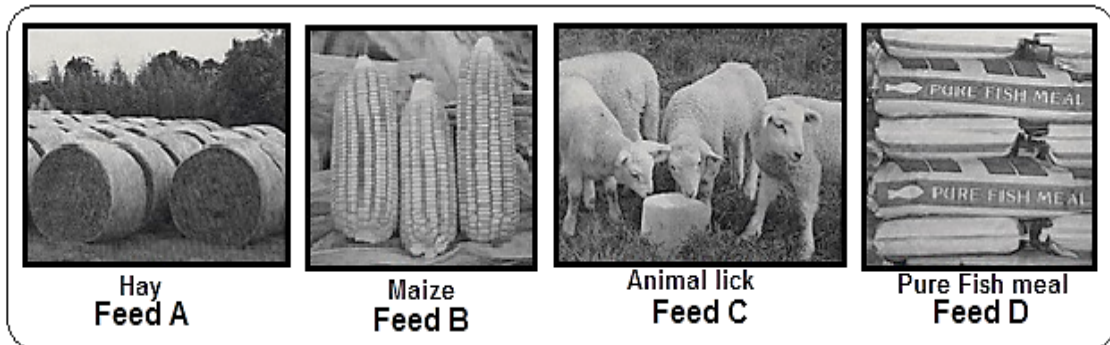 PURE FISH MEAL
PURE FISH MEAL
Hay
Feed A
Maize
Feed B
Animal lick
Feed C
Pure Fish meal
Feed D